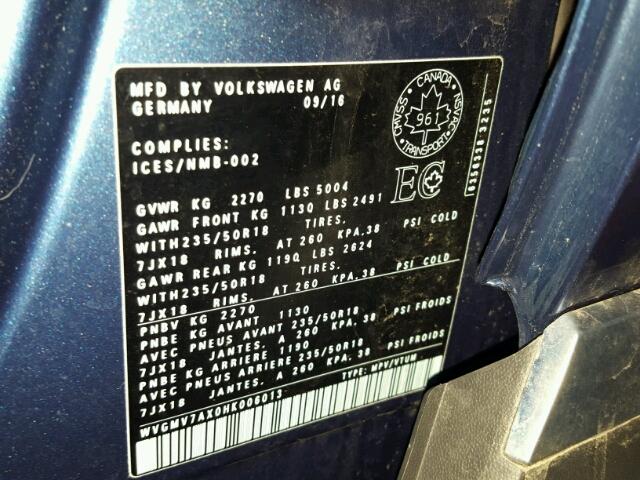 MFD BY VOLKSWAGEN AG
GERMANY 09/16
COMPLIES:
ICES/NMB-002
CANADA
CMVSS
NSVAC
961
TRANSPORT
EC
GVWR KG 2270 LBS 5004
GAWR FRONT KG 1130 LBS 2491
WITH235/50R18 TIRES.
7JX18 RIMS. AT 260 KPA.38 PSI COLD
GAWR REAR KG 1190 LBS 2624
WITH235/50R18 TIRES.
7JX18 RIMS. AT 260 KPA.38 PSI COLD
PNBV KG 2270
PNBE KG AVANT 1130
AVEC PNEUS AVANT 235/50R18
7JX18 JANTES. A 260 KPA. 38 PSI FROIDS
PNBE KG ARRIERE 1190
AVEC PNEUS ARRIERE 235/50R18
7JX18 JANTES. A 260 KPA. 38 PSI FROIDS
TYPE: MPV/VTUM
WVGMV7AX0HK006013